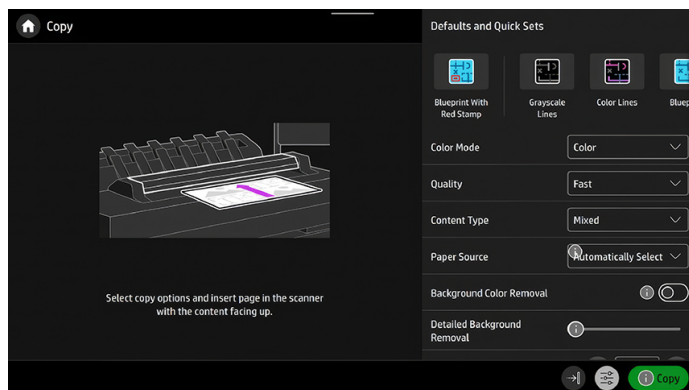 Copy
Defaults and Quick Sets
Blueprint With
Red Stamp
Grayscale
Lines
Color Lines
Bluep
Color Mode
Color
Quality
Fast
Content Type
Mixed
Paper Source
Automatically Select
Background Color Removal
Detailed Background
Removal
Select copy options and insert page in the scanner
with the content facing up.
Copy